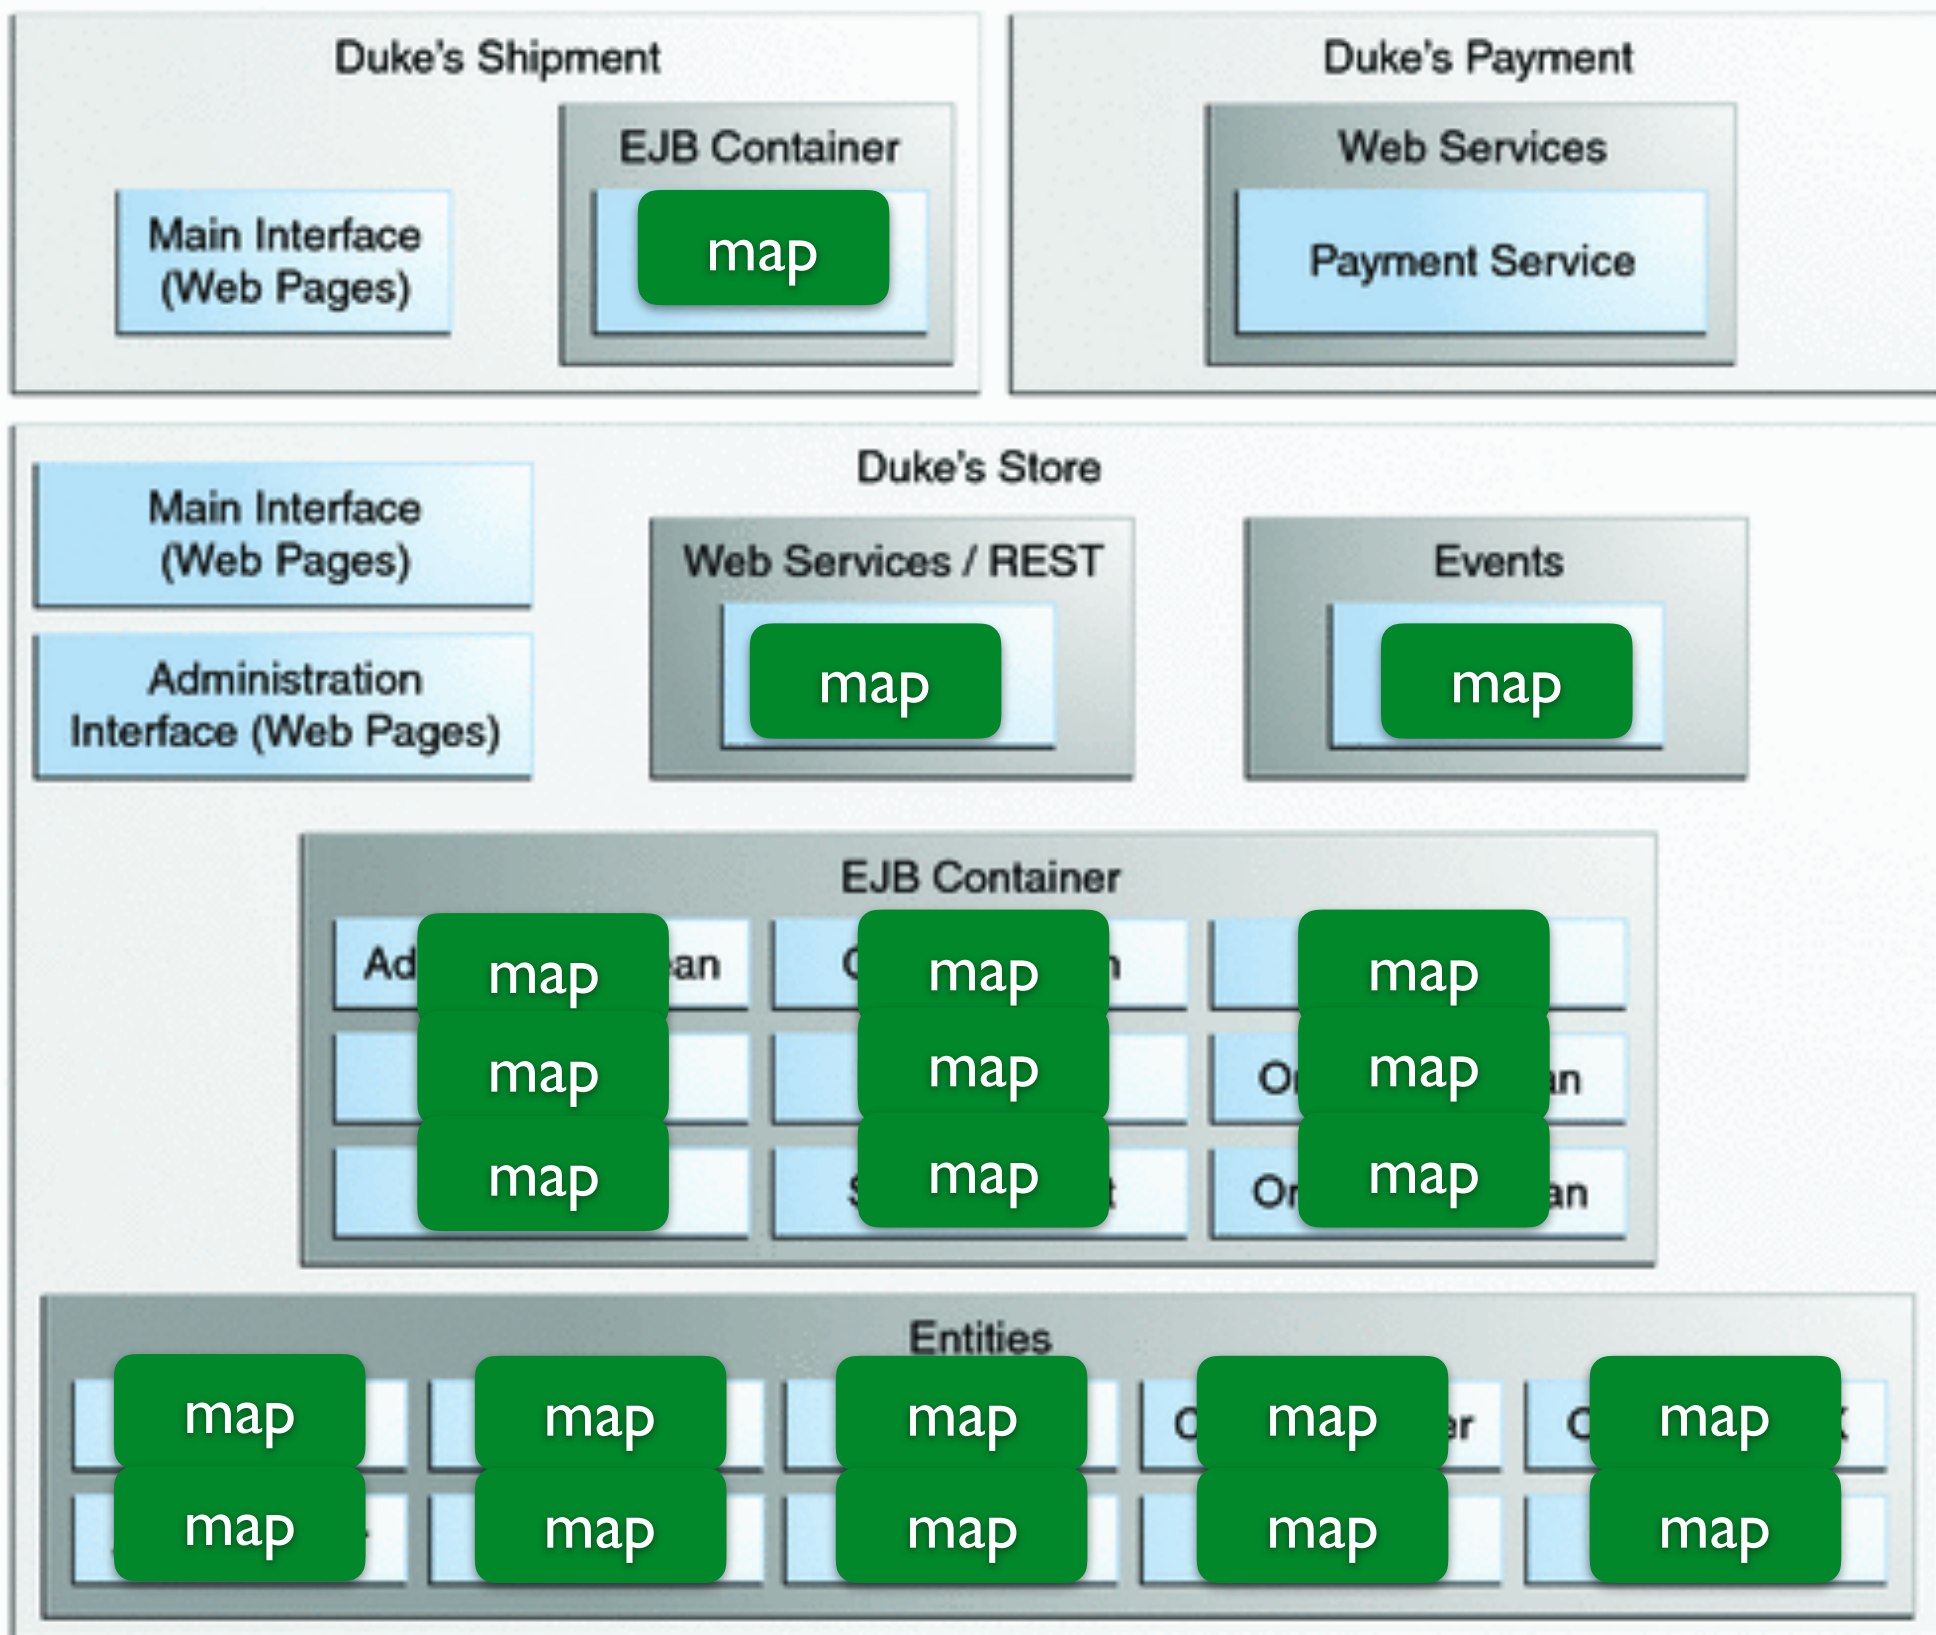 Duke's Shipment
EJB Container
Main Interface
(Web Pages)
map
Duke's Payment
Web Services
Payment Service
Duke's Store
Main Interface
(Web Pages)
Administration
Interface (Web Pages)
Web Services / REST
map
Events
map
EJB Container
map
map
map
map
map
map
map
map
map
Entities
map
map
map
map
map
map
map
map
map
map